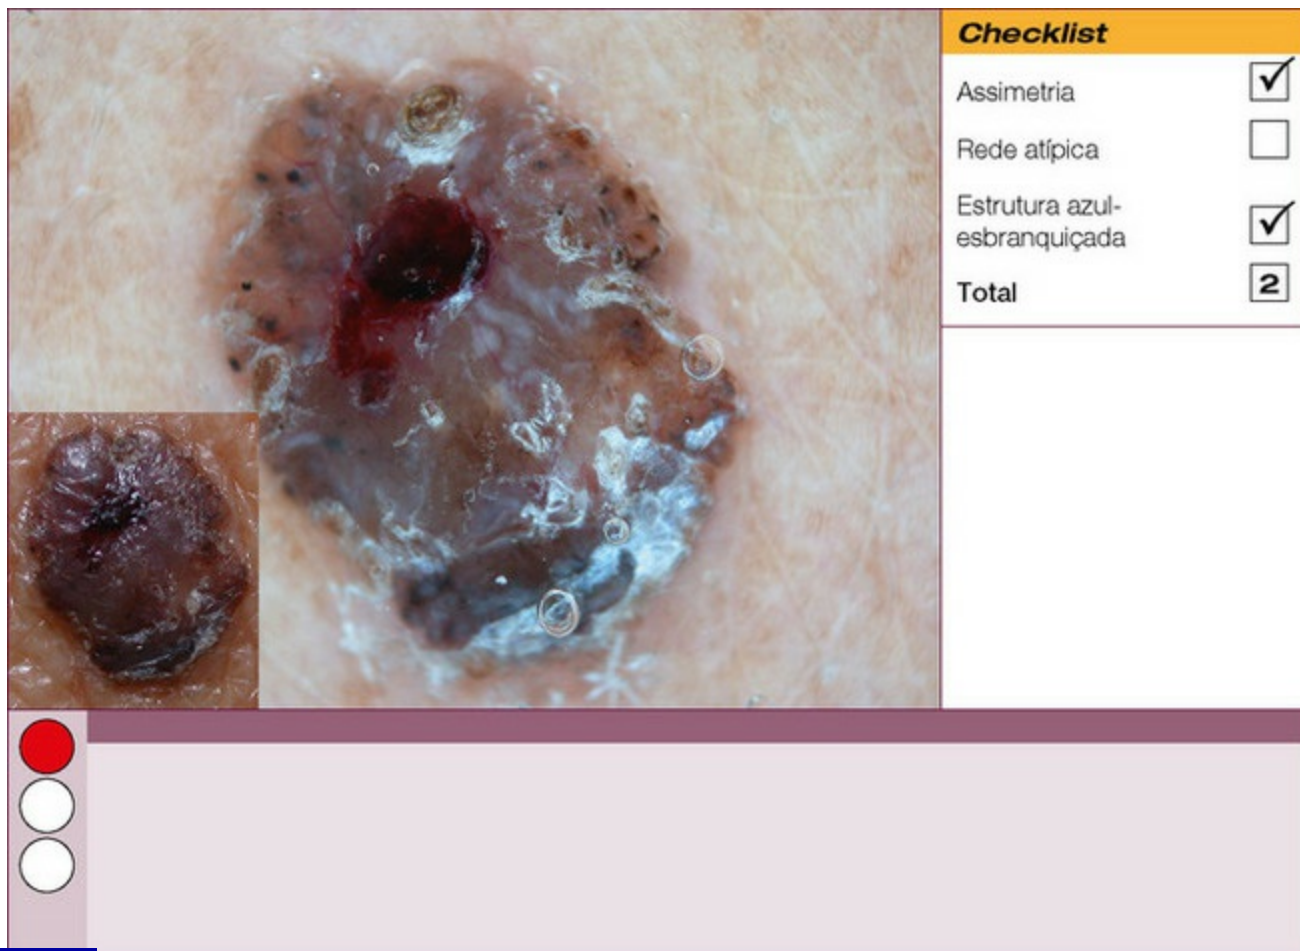 Checklist
Assimetria
Rede atípica
Estrutura azul-
esbranquiçada
Total 2